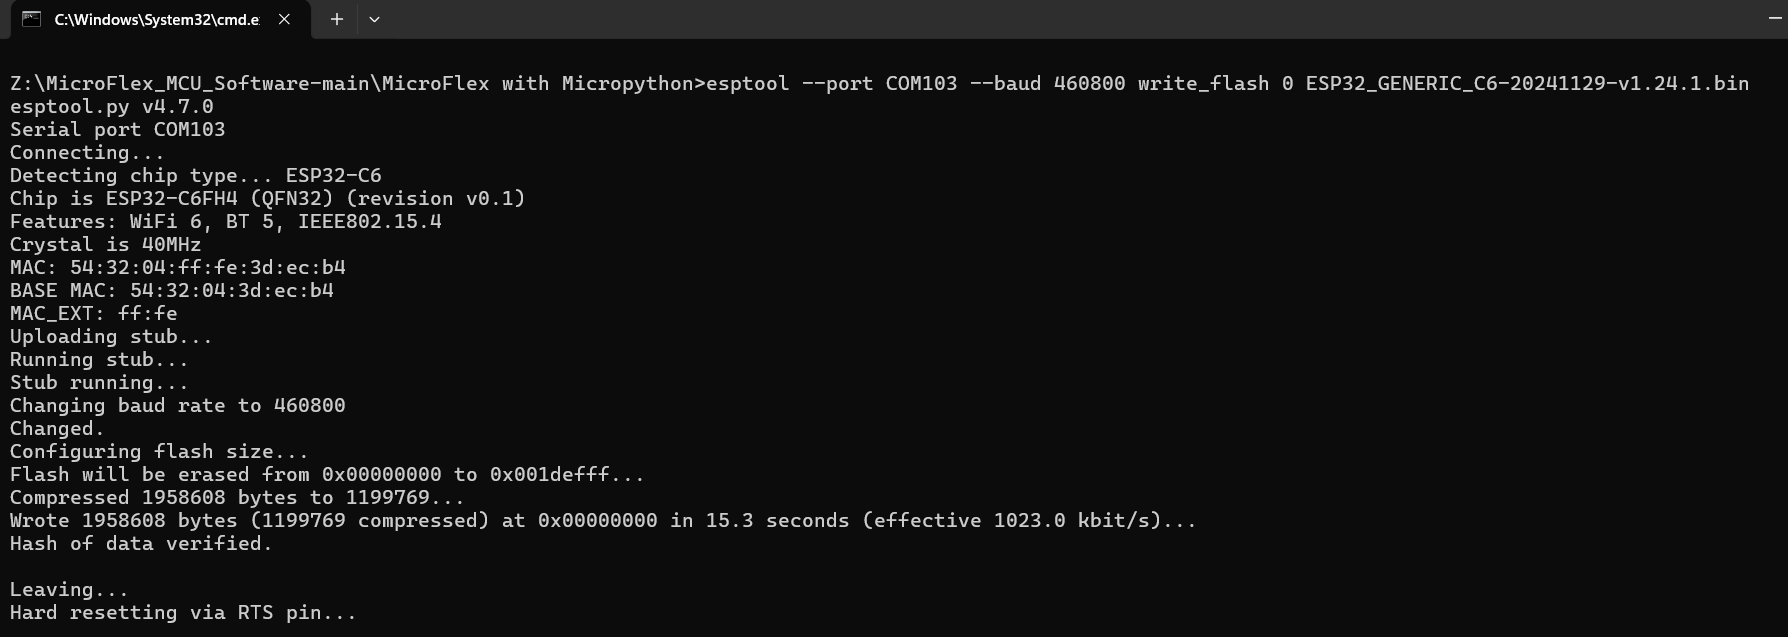 C:\Windows\System32\cmd.e
Z:\MicroFlex_MCU_Software-main\MicroFlex with Micropython>esptool --port COM103 --baud 460800 write_flash 0 ESP32_GENERIC_C6-20241129-v1.24.1.bin
esptool.py v4.7.0
Serial port COM103
Connecting...
Detecting chip type... ESP32-C6
Chip is ESP32-C6FH4 (QFN32) (revision v0.1)
Features: WiFi 6, BT 5, IEEE802.15.4
Crystal is 40MHz
MAC: 54:32:04:ff:fe:3d:ec:b4
BASE MAC: 54:32:04:3d:ec:b4
MAC_EXT: ff:fe
Uploading stub...
Running stub...
Stub running...
Changing baud rate to 460800
Changed.
Configuring flash size...
Flash will be erased from 0x00000000 to 0x001defff...
Compressed 1958608 bytes to 1199769...
Wrote 1958608 bytes (1199769 compressed) at 0x00000000 in 15.3 seconds (effective 1023.0 kbit/s)...
Hash of data verified.
Leaving...
Hard resetting via RTS pin...